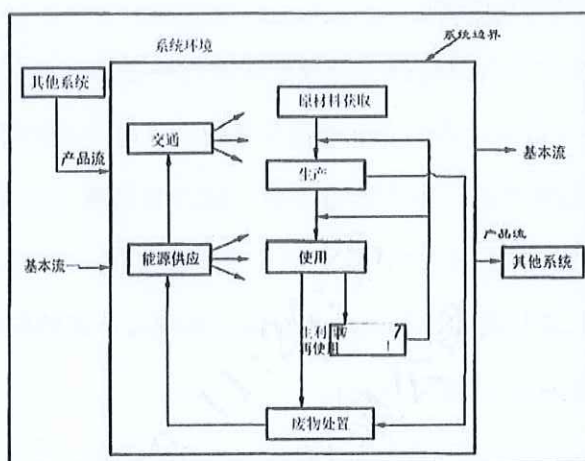 系统边界
系统环境
其他系统
原材料获取
交通
产品流
基本流
生产
产品流
能源供应
使用
基本流
其他系统
再使
废物处置